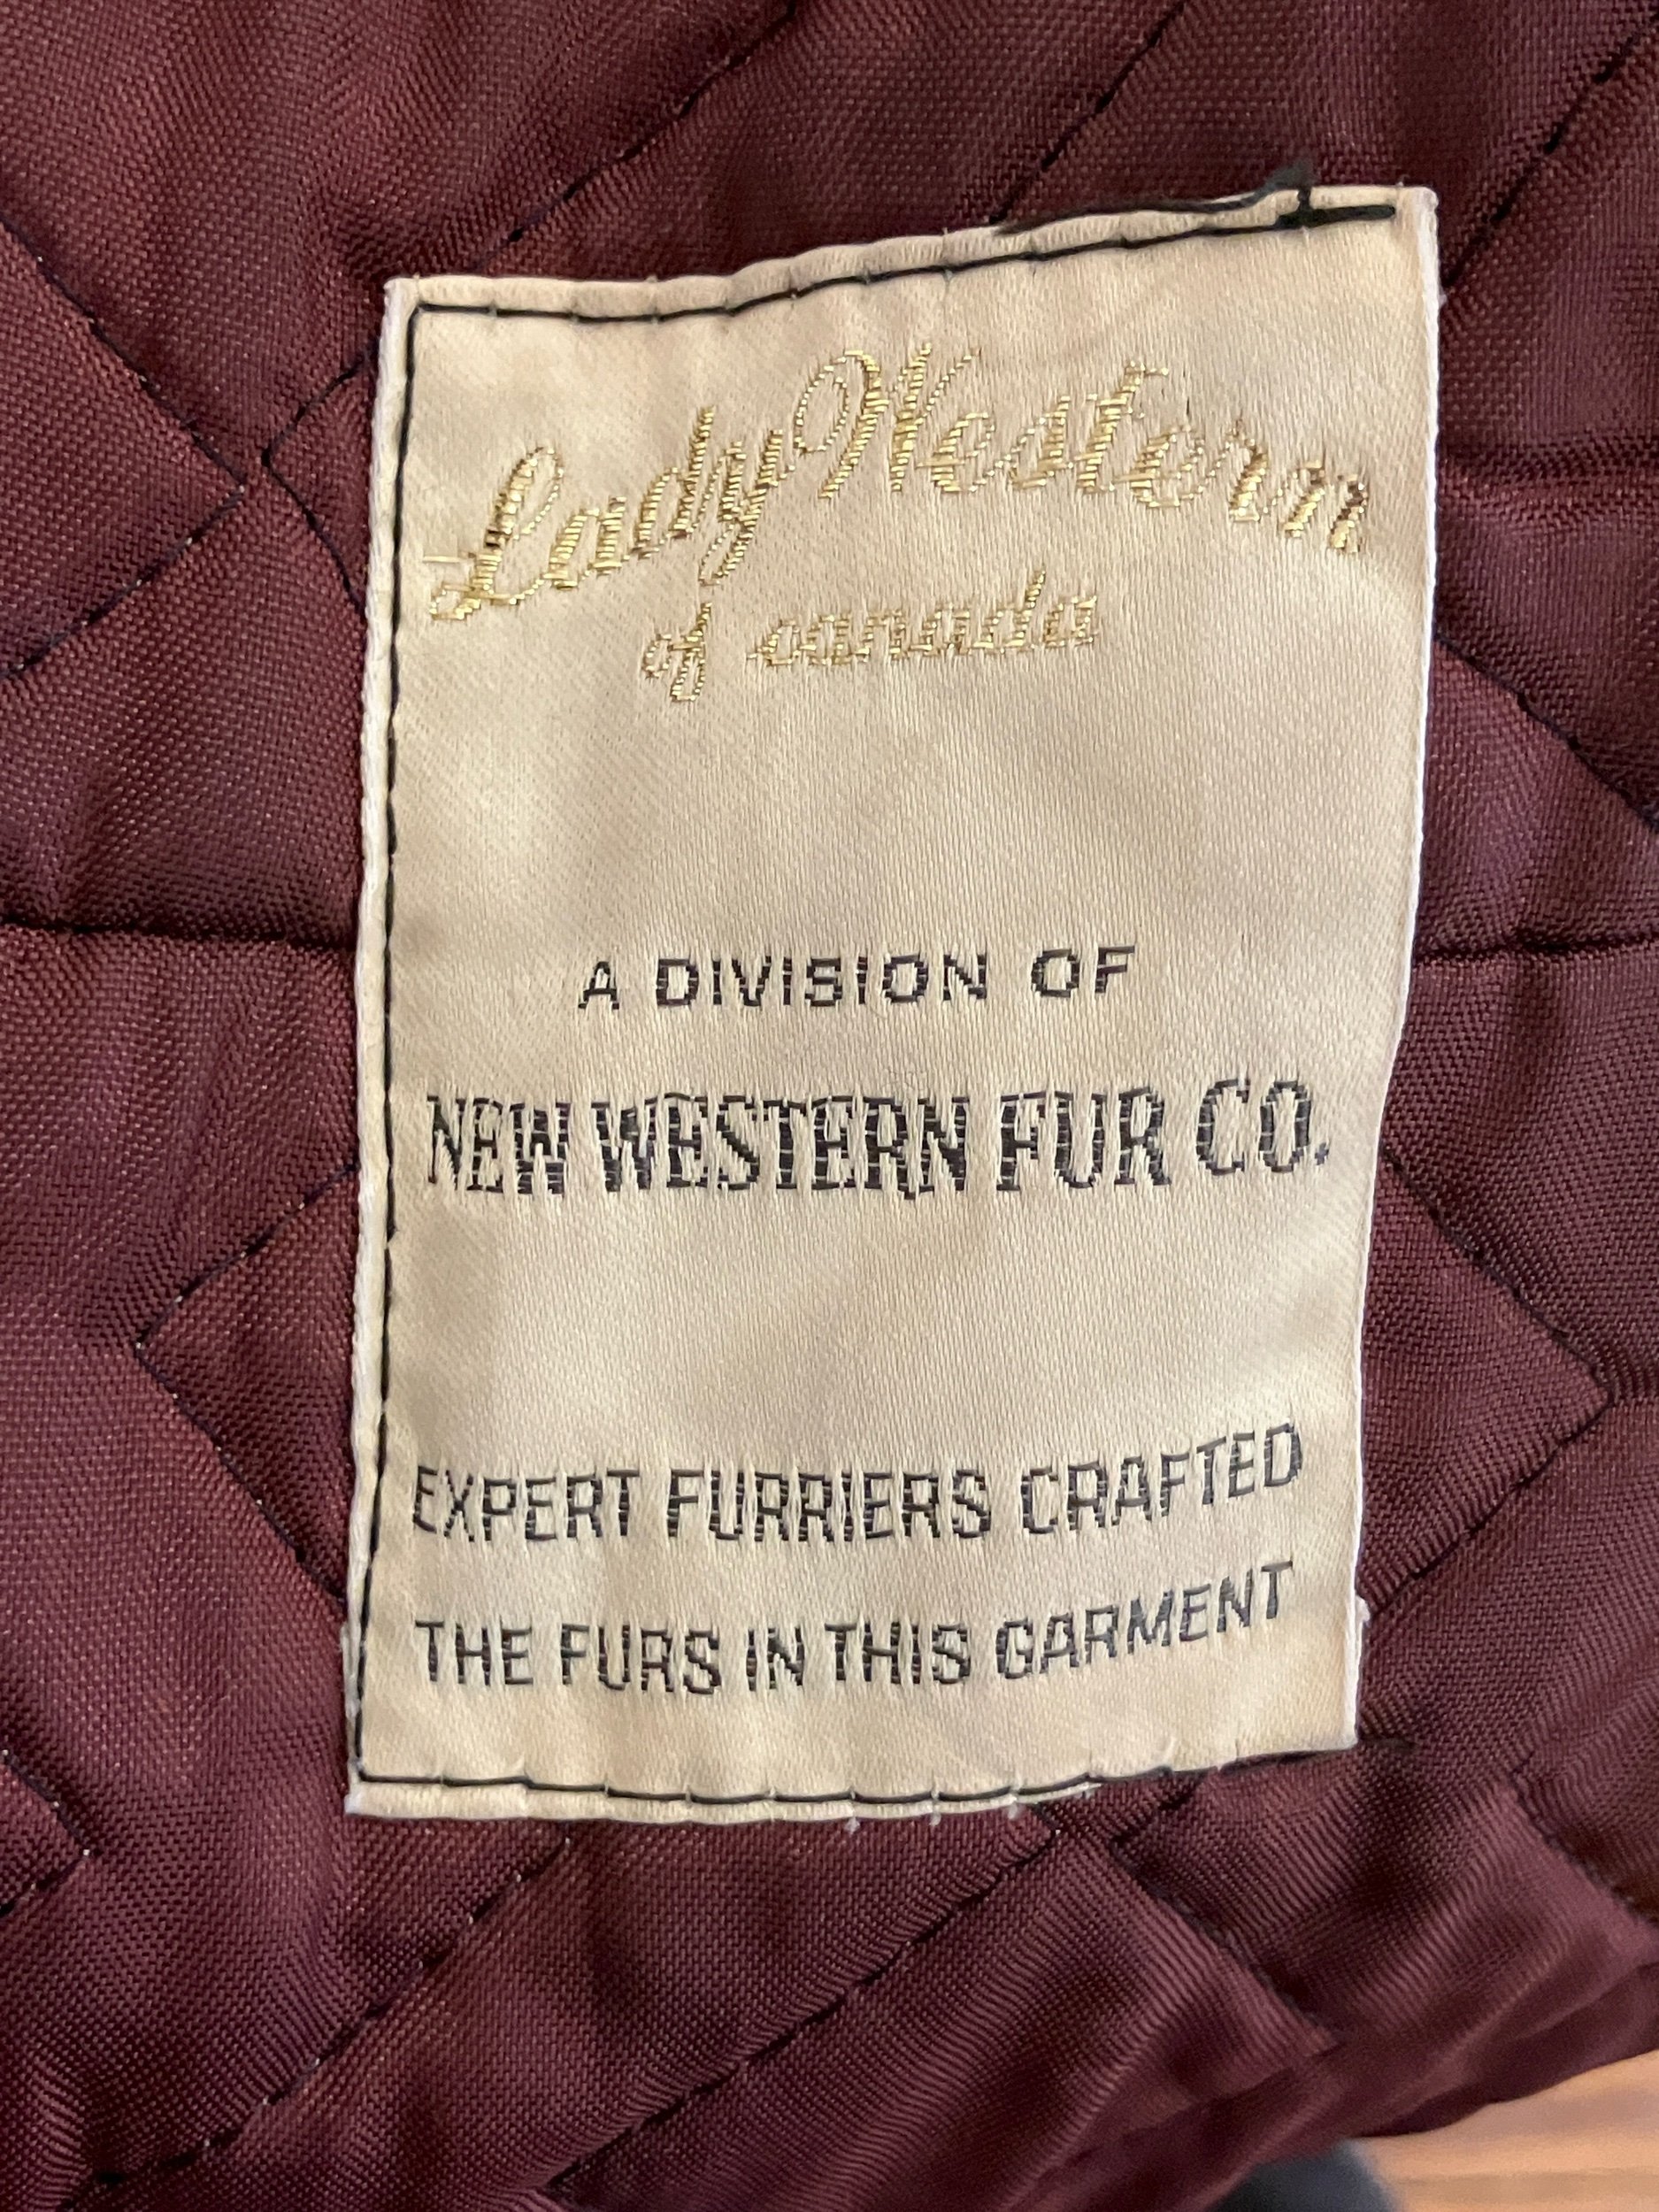 Lady Western
of canada
A DIVISION OF
NEW WESTERN FUR CO.
EXPERT FURRIERS CRAFTED
THE FURS IN THIS GARMENT